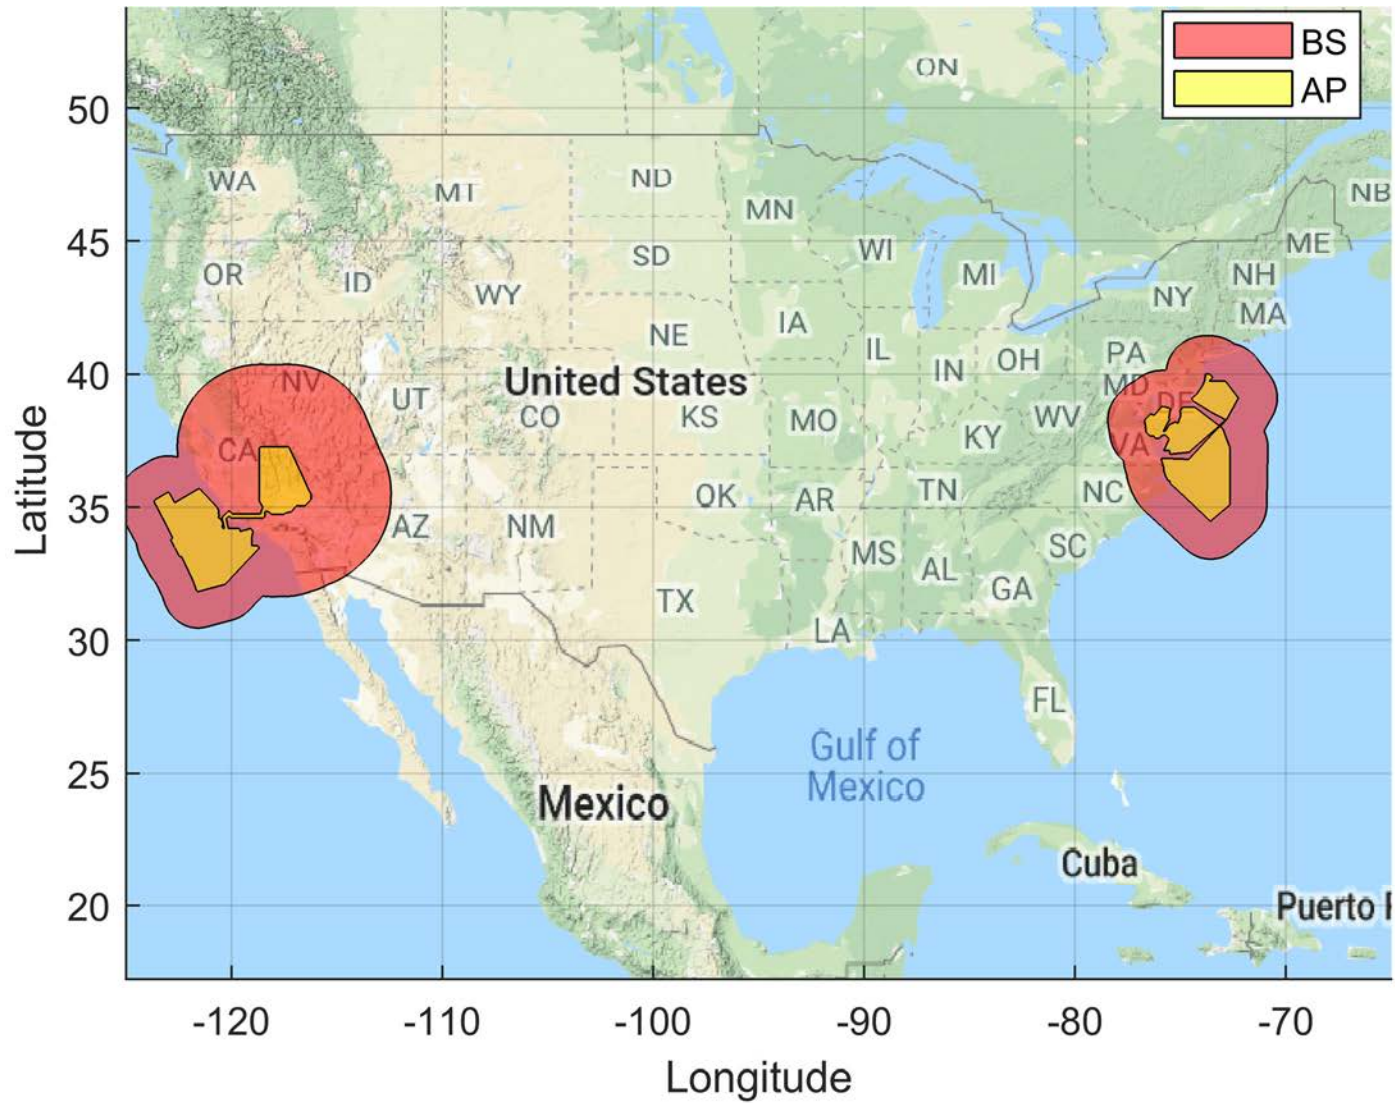 BS
AP
ON
50
WA
MT
ND
MN
NB
45
OR
ID
SD
WI
MI
ME
WY
NH
NY
MA
IA
NE
IL
IN
OH
PA
40
NV
United States
MD
UT
CO
KS
MO
WV
DE
CA
KY
VA
35
AZ
NM
OK
AR
TN
NC
MS
AL
SC
GA
TX
LA
30
FL
Gulf of
Mexico
25
Mexico
Cuba
20
Puerto
-120
-110
-100
-90
-80
-70
Longitude
Latitude